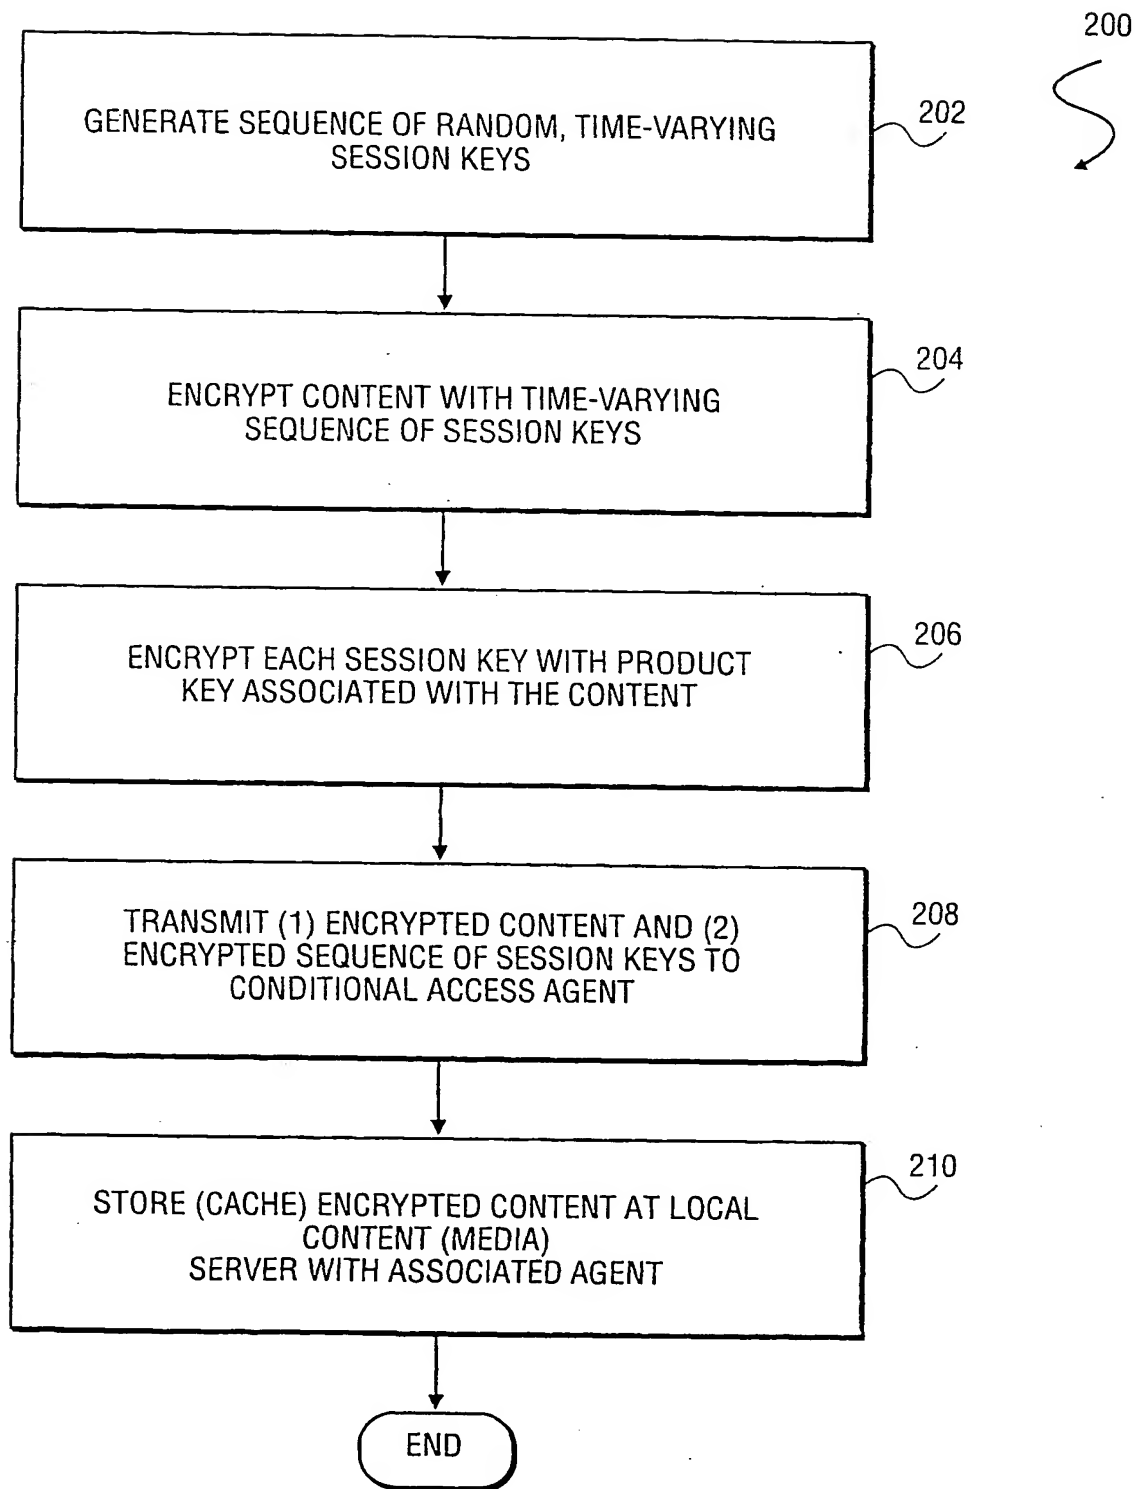 200
GENERATE SEQUENCE OF RANDOM, TIME-VARYING
SESSION KEYS
202
ENCRYPT CONTENT WITH TIME-VARYING
SEQUENCE OF SESSION KEYS
204
ENCRYPT EACH SESSION KEY WITH PRODUCT
KEY ASSOCIATED WITH THE CONTENT
206
TRANSMIT (1) ENCRYPTED CONTENT AND (2)
ENCRYPTED SEQUENCE OF SESSION KEYS TO
CONDITIONAL ACCESS AGENT
208
STORE (CACHE) ENCRYPTED CONTENT AT LOCAL
CONTENT (MEDIA)
SERVER WITH ASSOCIATED AGENT
210
END